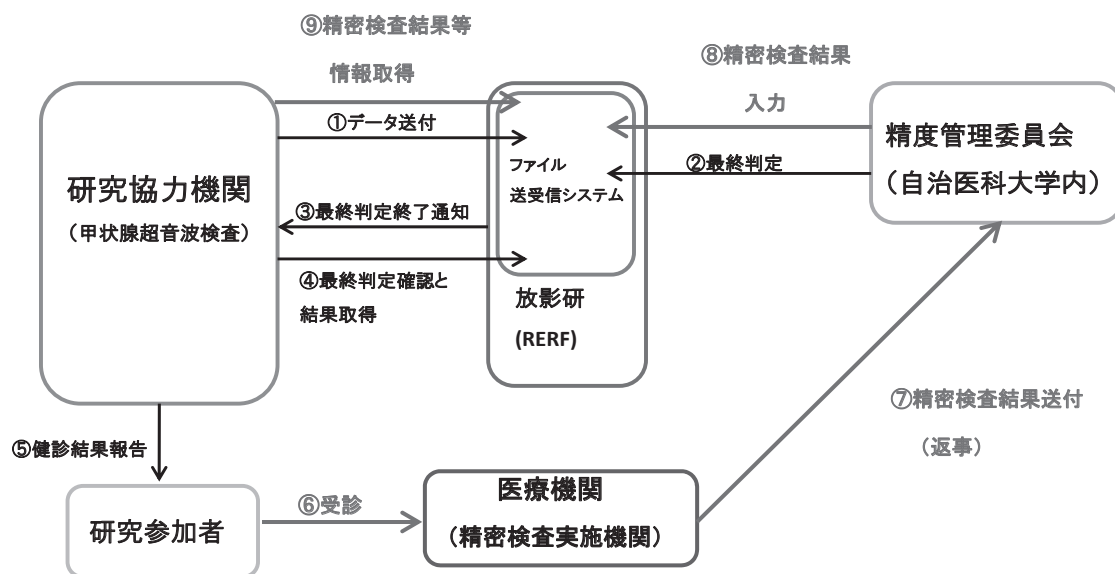 ⑨精密検査結果等
情報取得
①データ送付
研究協力機関
（甲状腺超音波検査）
③最終判定終了通知
④最終判定確認と
結果取得
ファイル
送受信システム
放影研
(RERF)
⑧精密検査結果
入力
②最終判定
精度管理委員会
（自治医科大学内）
⑤健診結果報告
研究参加者
⑥受診
医療機関
（精密検査実施機関）
⑦精密検査結果送付
（返事）